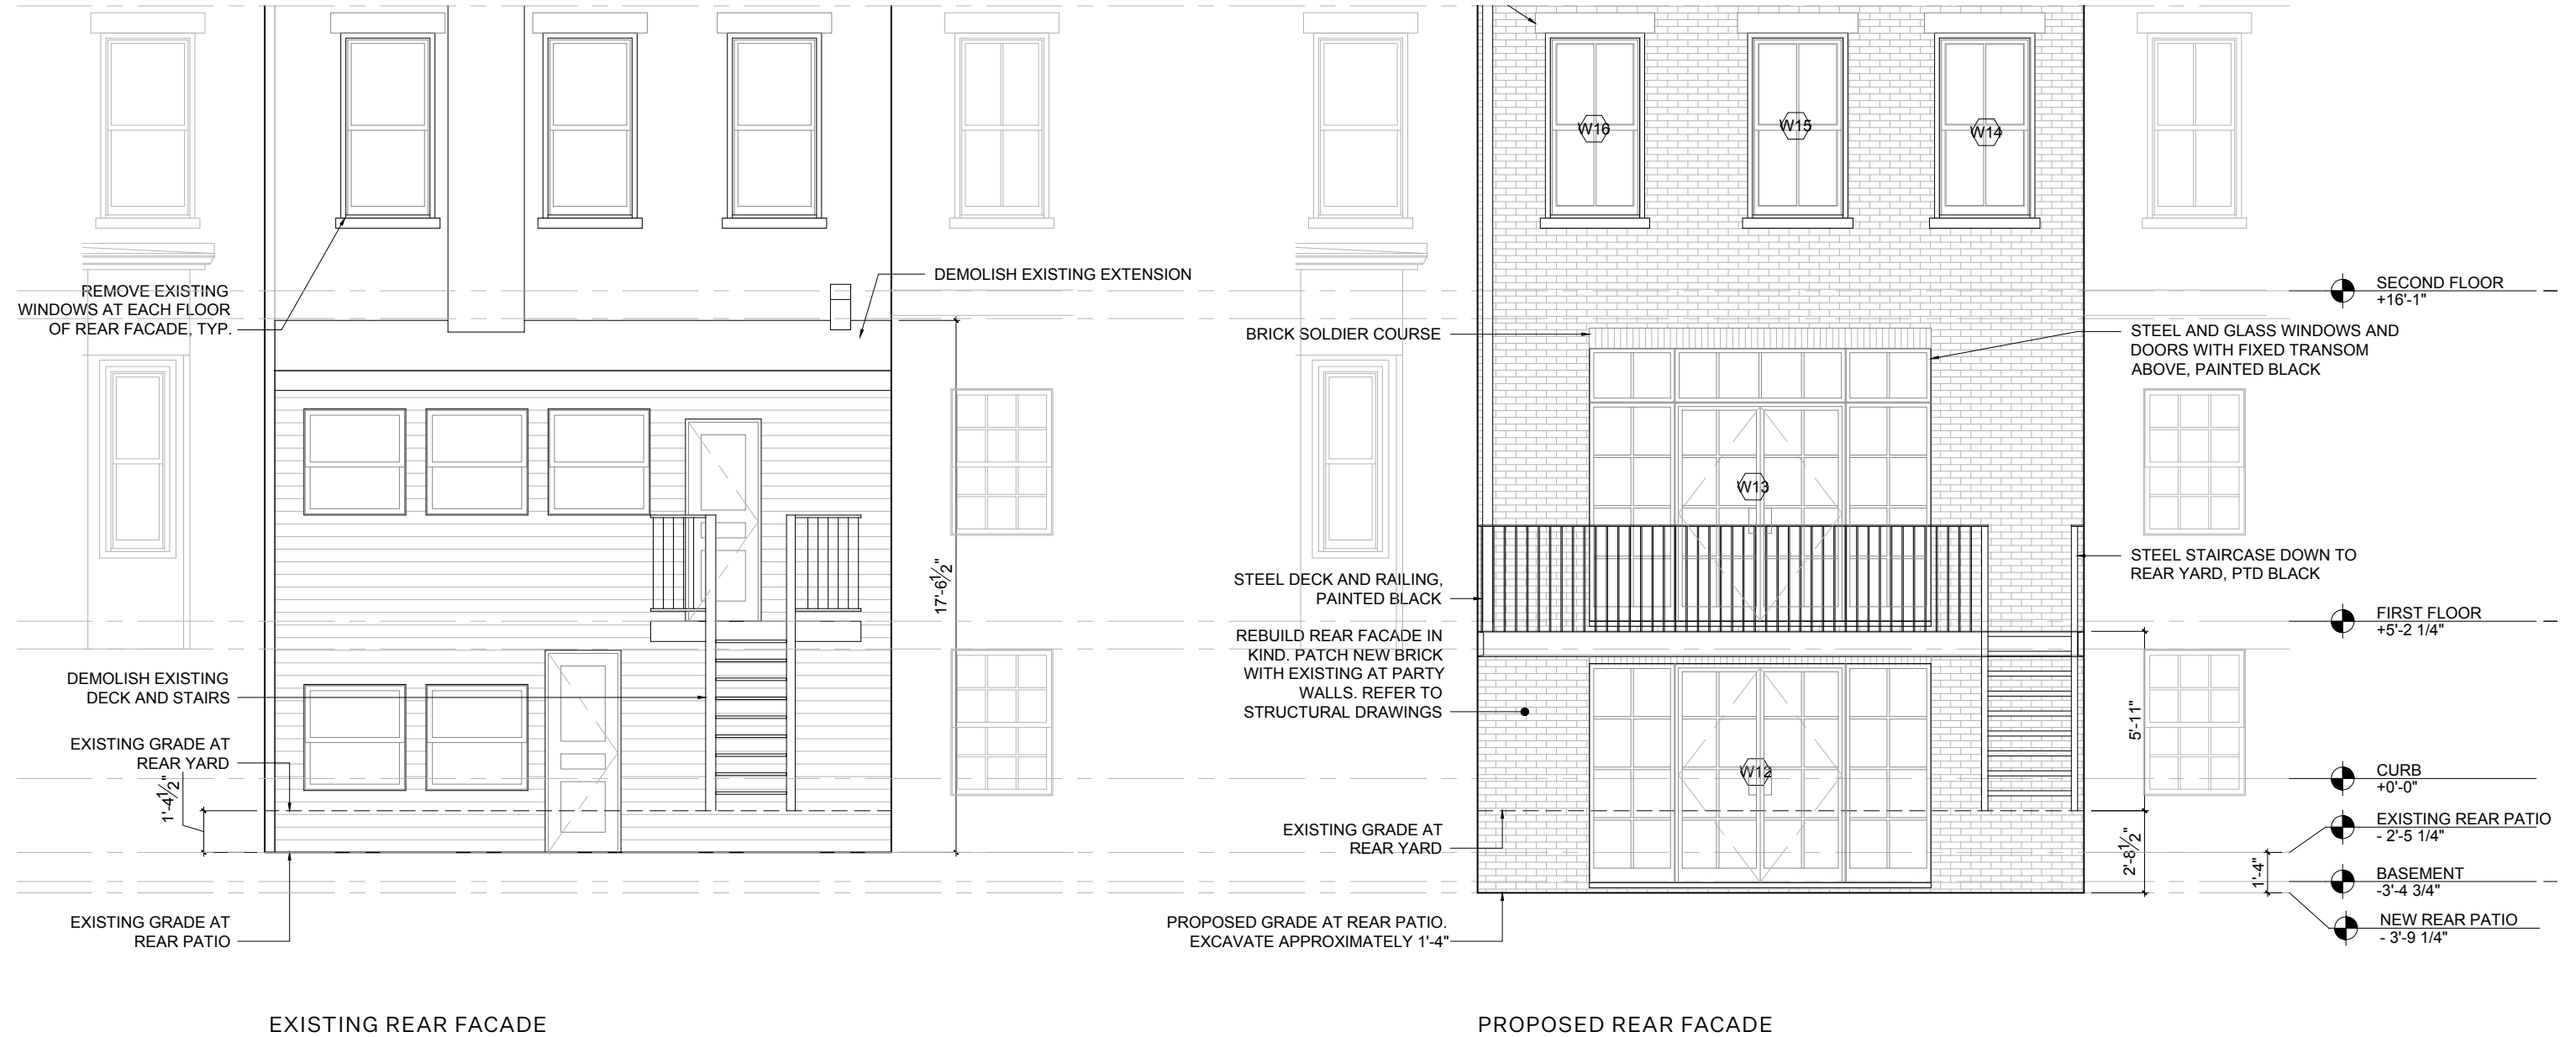 REMOVE EXISTING
WINDOWS AT EACH FLOOR
OF REAR FACADE, TYP.
DEMOLISH EXISTING EXTENSION
17'-6½"
DEMOLISH EXISTING
DECK AND STAIRS
EXISTING GRADE AT
REAR YARD
1'-4½"
EXISTING GRADE AT
REAR PATIO
EXISTING REAR FACADE
W16
W15
W14
BRICK SOLDIER COURSE
W13
STEEL DECK AND RAILING,
PAINTED BLACK
REBUILD REAR FACADE IN
KIND. PATCH NEW BRICK
WITH EXISTING AT PARTY
WALLS. REFER TO
STRUCTURAL DRAWINGS
W12
EXISTING GRADE AT
REAR YARD
PROPOSED GRADE AT REAR PATIO.
EXCAVATE APPROXIMATELY 1'-4"
SECOND FLOOR
+16'-1"
STEEL AND GLASS WINDOWS AND
DOORS WITH FIXED TRANSOM
ABOVE, PAINTED BLACK
STEEL STAIRCASE DOWN TO
REAR YARD, PTD BLACK
FIRST FLOOR
+5'-2 1/4"
5'-11"
CURB
+0'-0"
EXISTING REAR PATIO
- 2'-5 1/4"
2'-8½"
1'-4"
BASEMENT
-3'-4 3/4"
NEW REAR PATIO
- 3'-9 1/4"
PROPOSED REAR FACADE